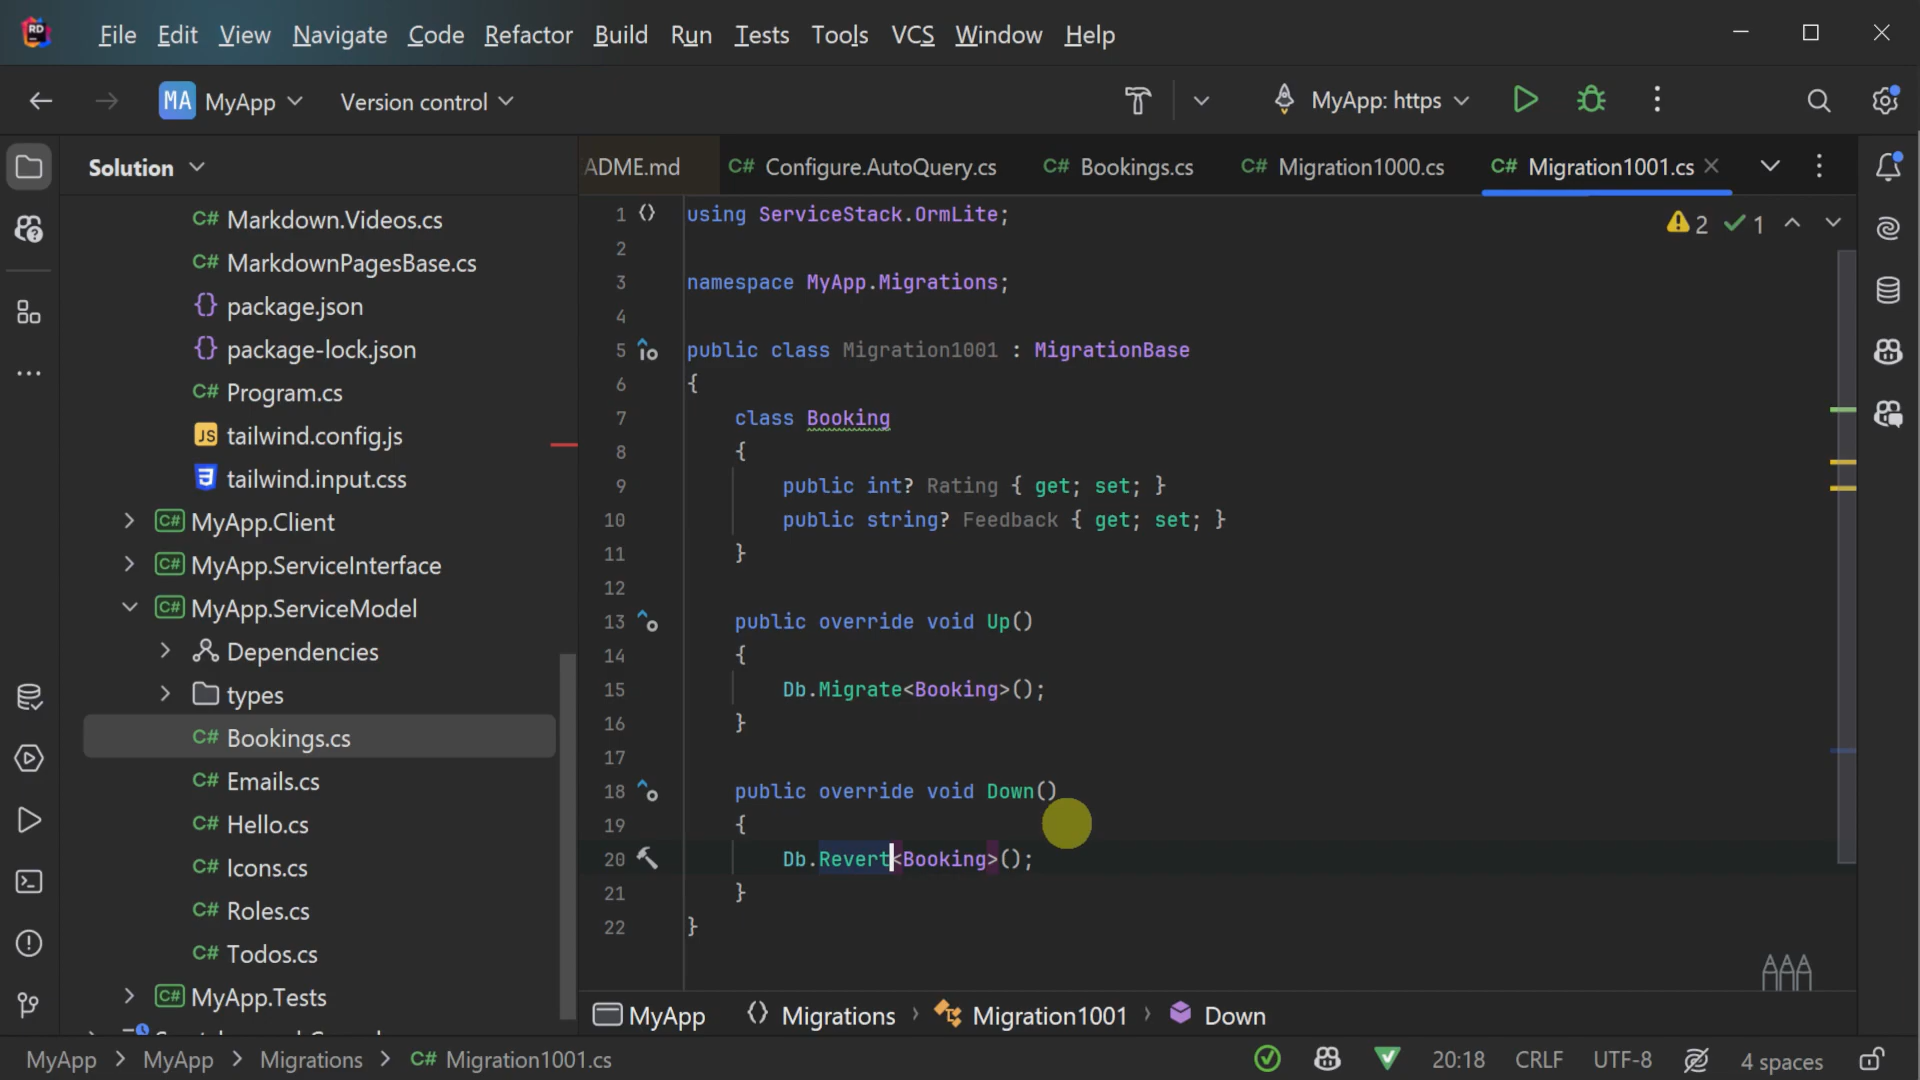 RD File Edit View Navigate Code Refactor Build Run Tests Tools VCS Window Help
MA MyApp Version control MyApp: https
Solution
C# Markdown.Videos.cs
C# MarkdownPagesBase.cs
{} package.json
{} package-lock.json
C# Program.cs
JS tailwind.config.js
tailwind.input.css
C# MyApp.Client
C# MyApp.ServiceInterface
C# MyApp.ServiceModel
Dependencies
types
C# Bookings.cs
C# Emails.cs
C# Hello.cs
C# Icons.cs
C# Roles.cs
C# Todos.cs
C# MyApp.Tests
ADME.md C# Configure.AutoQuery.cs C# Bookings.cs C# Migration1000.cs C# Migration1001.cs
2 1
1 using ServiceStack.OrmLite;
2
3 namespace MyApp.Migrations;
4
5 public class Migration1001 : MigrationBase
6 {
7 class Booking
8 {
9 public int? Rating { get; set; }
10 public string? Feedback { get; set; }
11 }
12
13 public override void Up()
14 {
15 Db.Migrate<Booking>();
16 }
17
18 public override void Down()
19 {
20 Db.Revert<Booking>();
21 }
22 }
MyApp Migrations › Migration1001 › Down
MyApp > MyApp > Migrations > C# Migration1001.cs 20:18 CRLF UTF-8 4 spaces